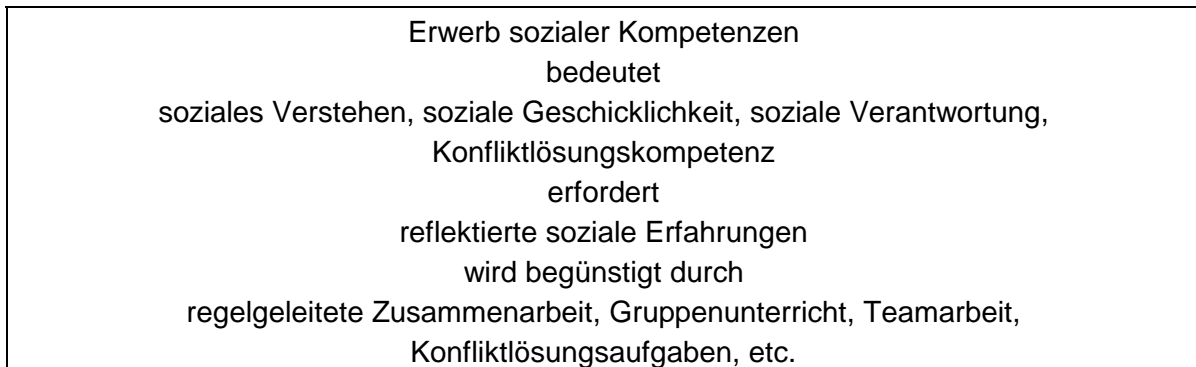 Erwerb sozialer Kompetenzen
bedeutet
soziales Verstehen, soziale Geschicklichkeit, soziale Verantwortung,
Konfliktlösungskompetenz
erfordert
reflektierte soziale Erfahrungen
wird begünstigt durch
regelgeleitete Zusammenarbeit, Gruppenunterricht, Teamarbeit,
Konfliktlösungsaufgaben, etc.